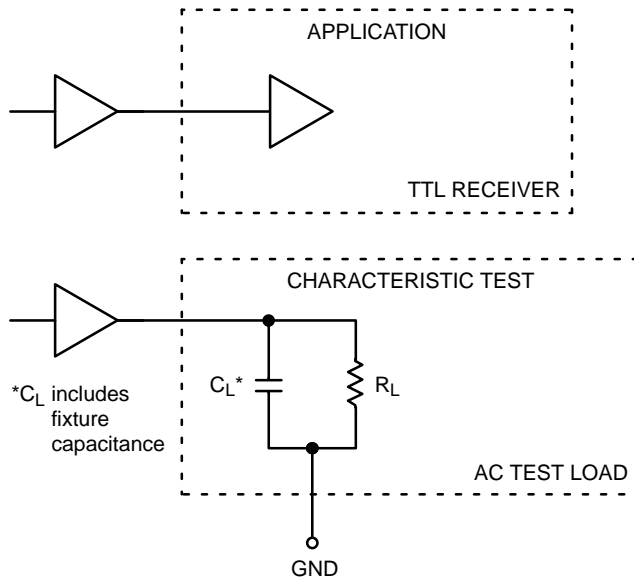 APPLICATION
TTL RECEIVER
CHARACTERISTIC TEST
*CL includes
fixture
capacitance
CL*
RL
AC TEST LOAD
GND